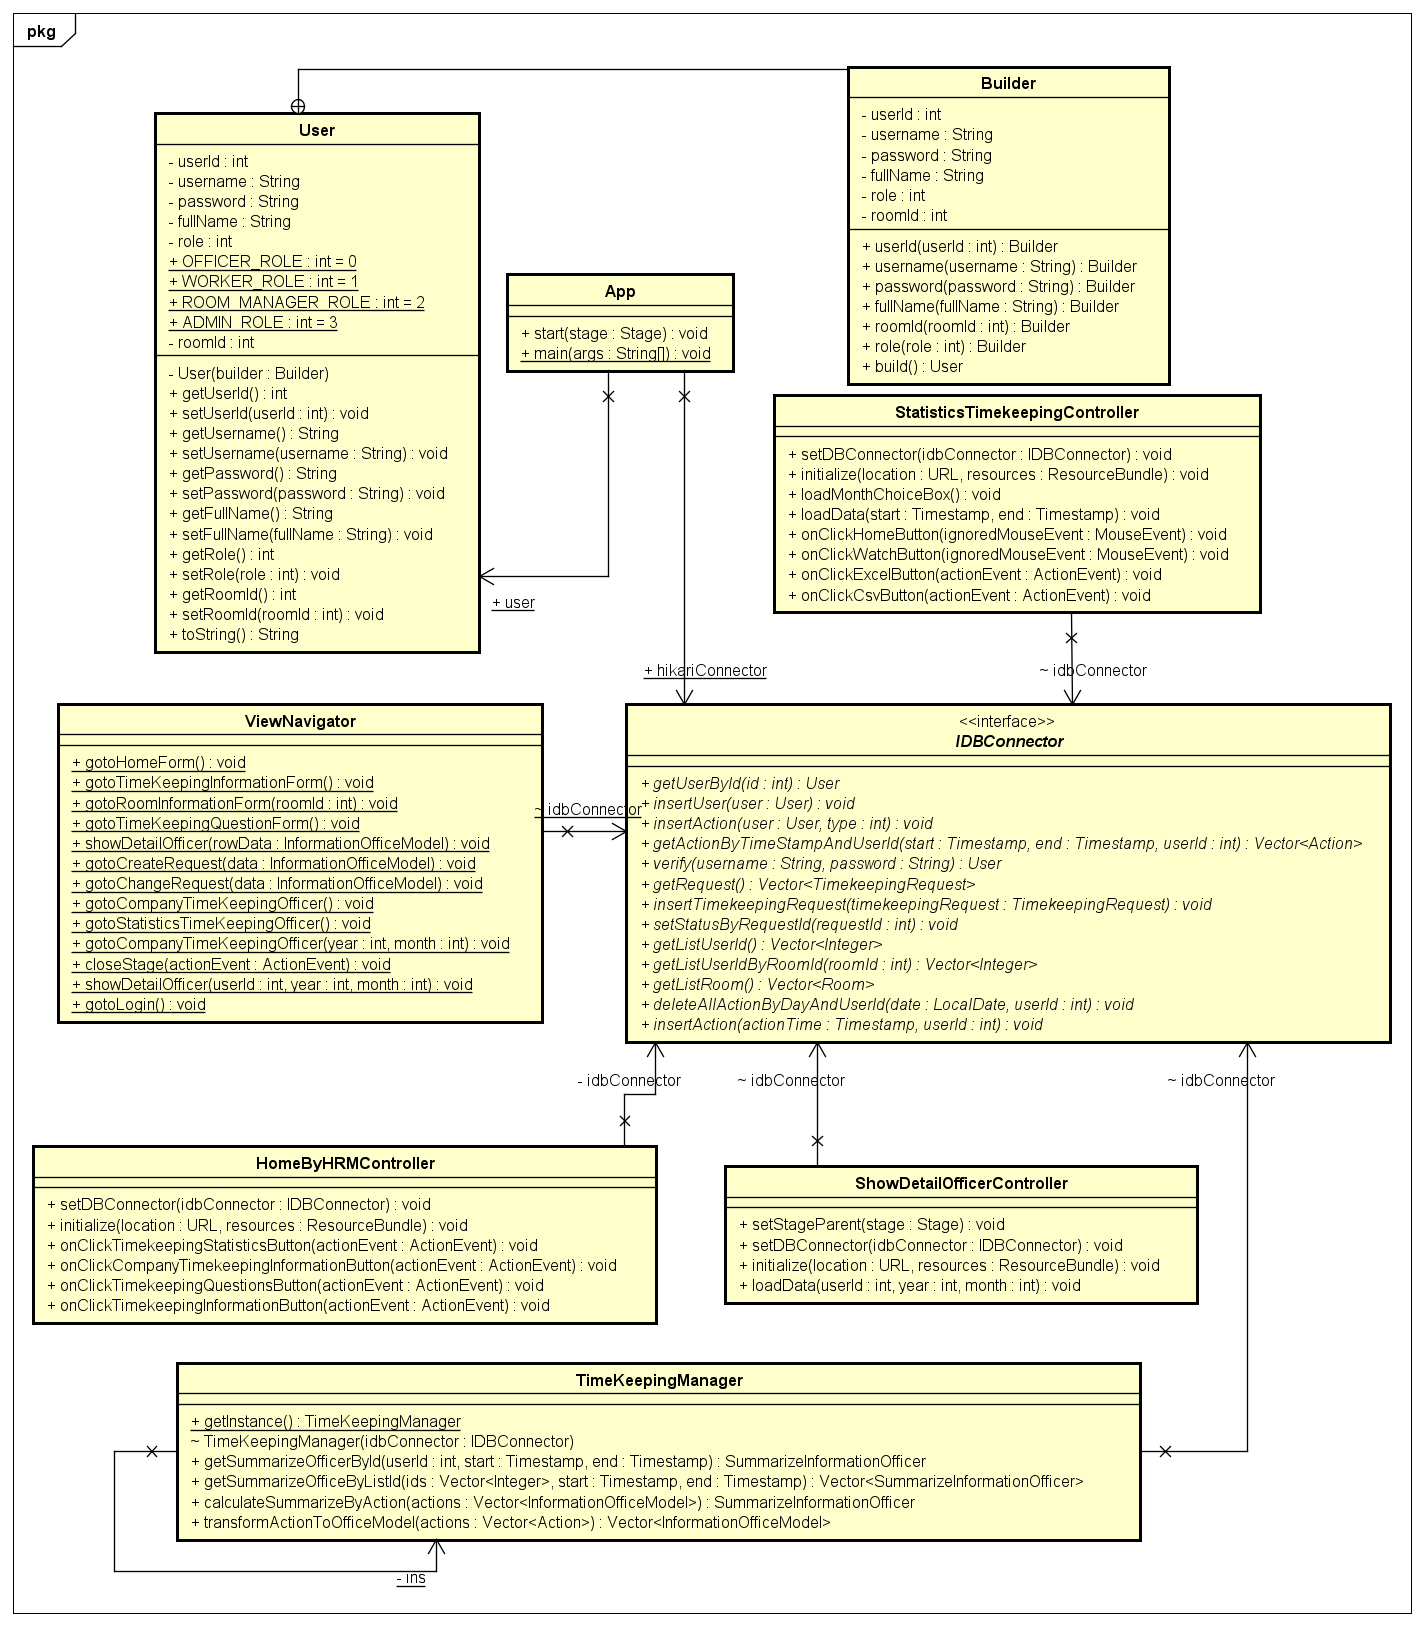 pkg
Builder
- userId : int
- username : String
- password : String
- fullName : String
- role : int
- roomId : int
+ userId(userId : int) : Builder
+ username(username : String) : Builder
+ password(password : String) : Builder
+ fullName(fullName : String) : Builder
+ roomId(roomId : int) : Builder
+ role(role : int) : Builder
+ build() : User
User
- userId : int
- username : String
- password : String
- fullName : String
- role : int
+ OFFICER_ROLE : int = 0
+ WORKER_ROLE : int = 1
+ ROOM_MANAGER_ROLE : int = 2
+ ADMIN_ROLE : int = 3
- roomId : int
- User(builder : Builder)
+ getUserId() : int
+ setUserId(userId : int) : void
+ getUsername() : String
+ setUsername(username : String) : void
+ getPassword() : String
+ setPassword(password : String) : void
+ getFullName() : String
+ setFullName(fullName : String) : void
+ getRole() : int
+ setRole(role : int) : void
+ getRoomId() : int
+ setRoomId(roomId : int) : void
+ toString() : String
App
+ start(stage : Stage) : void
+ main(args : String[]) : void
+ user
+ hikariConnector
StatisticsTimekeepingController
+ setDBConnector(idbConnector : IDBConnector) : void
+ initialize(location : URL, resources : ResourceBundle) : void
+ loadMonthChoiceBox() : void
+ loadData(start : Timestamp, end : Timestamp) : void
+ onClickHomeButton(ignoredMouseEvent : MouseEvent) : void
+ onClickWatchButton(ignoredMouseEvent : MouseEvent) : void
+ onClickExcelButton(actionEvent : ActionEvent) : void
+ onClickCsvButton(actionEvent : ActionEvent) : void
~ idbConnector
ViewNavigator
+ gotoHomeForm() : void
+ gotoTimeKeepingInformationForm() : void
+ gotoRoomInformationForm(roomId : int) : void
+ gotoTimeKeepingQuestionForm() : void
+ showDetailOfficer(rowData : InformationOfficeModel) : void
+ gotoCreateRequest(data : InformationOfficeModel) : void
+ gotoChangeRequest(data : InformationOfficeModel) : void
+ gotoCompanyTimeKeepingOfficer() : void
+ gotoStatisticsTimeKeepingOfficer() : void
+ gotoCompanyTimeKeepingOfficer(year : int, month : int) : void
+ closeStage(actionEvent : ActionEvent) : void
+ showDetailOfficer(userId : int, year : int, month : int) : void
+ gotoLogin() : void
~ idbConnector
<<interface>>
IDBConnector
+ getUserById(id : int) : User
+ insertUser(user : User) : void
+ insertAction(user : User, type : int) : void
+ getActionByTimeStampAndUserId(start : Timestamp, end : Timestamp, userId : int) : Vector<Action>
+ verify(username : String, password : String) : User
+ getRequest() : Vector<TimekeepingRequest>
+ insertTimekeepingRequest(timekeepingRequest : TimekeepingRequest) : void
+ setStatusByRequestId(requestId : int) : void
+ getListUserId() : Vector<Integer>
+ getListUserIdByRoomId(roomId : int) : Vector<Integer>
+ getListRoom() : Vector<Room>
+ deleteAllActionByDayAndUserId(date : LocalDate, userId : int) : void
+ insertAction(actionTime : Timestamp, userId : int) : void
- idbConnector
~ idbConnector
~ idbConnector
HomeByHRMController
+ setDBConnector(idbConnector : IDBConnector) : void
+ initialize(location : URL, resources : ResourceBundle) : void
+ onClickTimekeepingStatisticsButton(actionEvent : ActionEvent) : void
+ onClickCompanyTimekeepingInformationButton(actionEvent : ActionEvent) : void
+ onClickTimekeepingQuestionsButton(actionEvent : ActionEvent) : void
+ onClickTimekeepingInformationButton(actionEvent : ActionEvent) : void
ShowDetailOfficerController
+ setStageParent(stage : Stage) : void
+ setDBConnector(idbConnector : IDBConnector) : void
+ initialize(location : URL, resources : ResourceBundle) : void
+ loadData(userId : int, year : int, month : int) : void
TimeKeepingManager
+ getInstance() : TimeKeepingManager
~ TimeKeepingManager(idbConnector : IDBConnector)
+ getSummarizeOfficerById(userId : int, start : Timestamp, end : Timestamp) : SummarizeInformationOfficer
+ getSummarizeOfficeByListId(ids : Vector<Integer>, start : Timestamp, end : Timestamp) : Vector<SummarizeInformationOfficer>
+ calculateSummarizeByAction(actions : Vector<InformationOfficeModel>) : SummarizeInformationOfficer
+ transformActionToOfficeModel(actions : Vector<Action>) : Vector<InformationOfficeModel>
- ins